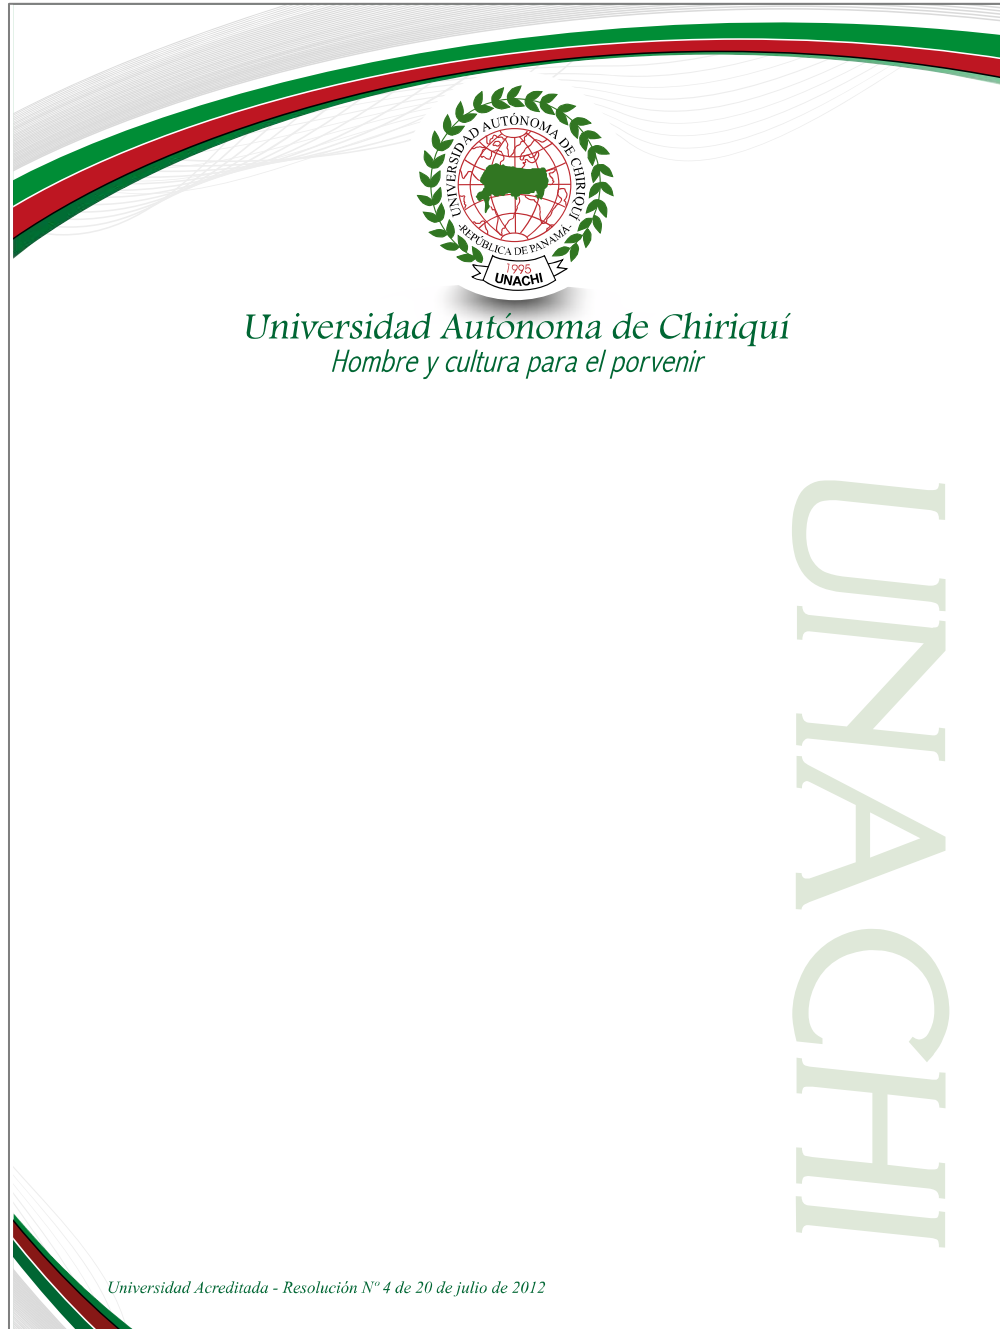 UNIVERSIDAD AUTÓNOMA DE CHIRIQUÍ
-REPÚBLICA DE PANAMÁ-
1995
UNACHI
Universidad Autónoma de Chiriquí
Hombre y cultura para el porvenir
UNACHI
Universidad Acreditada - Resolución Nº 4 de 20 de julio de 2012